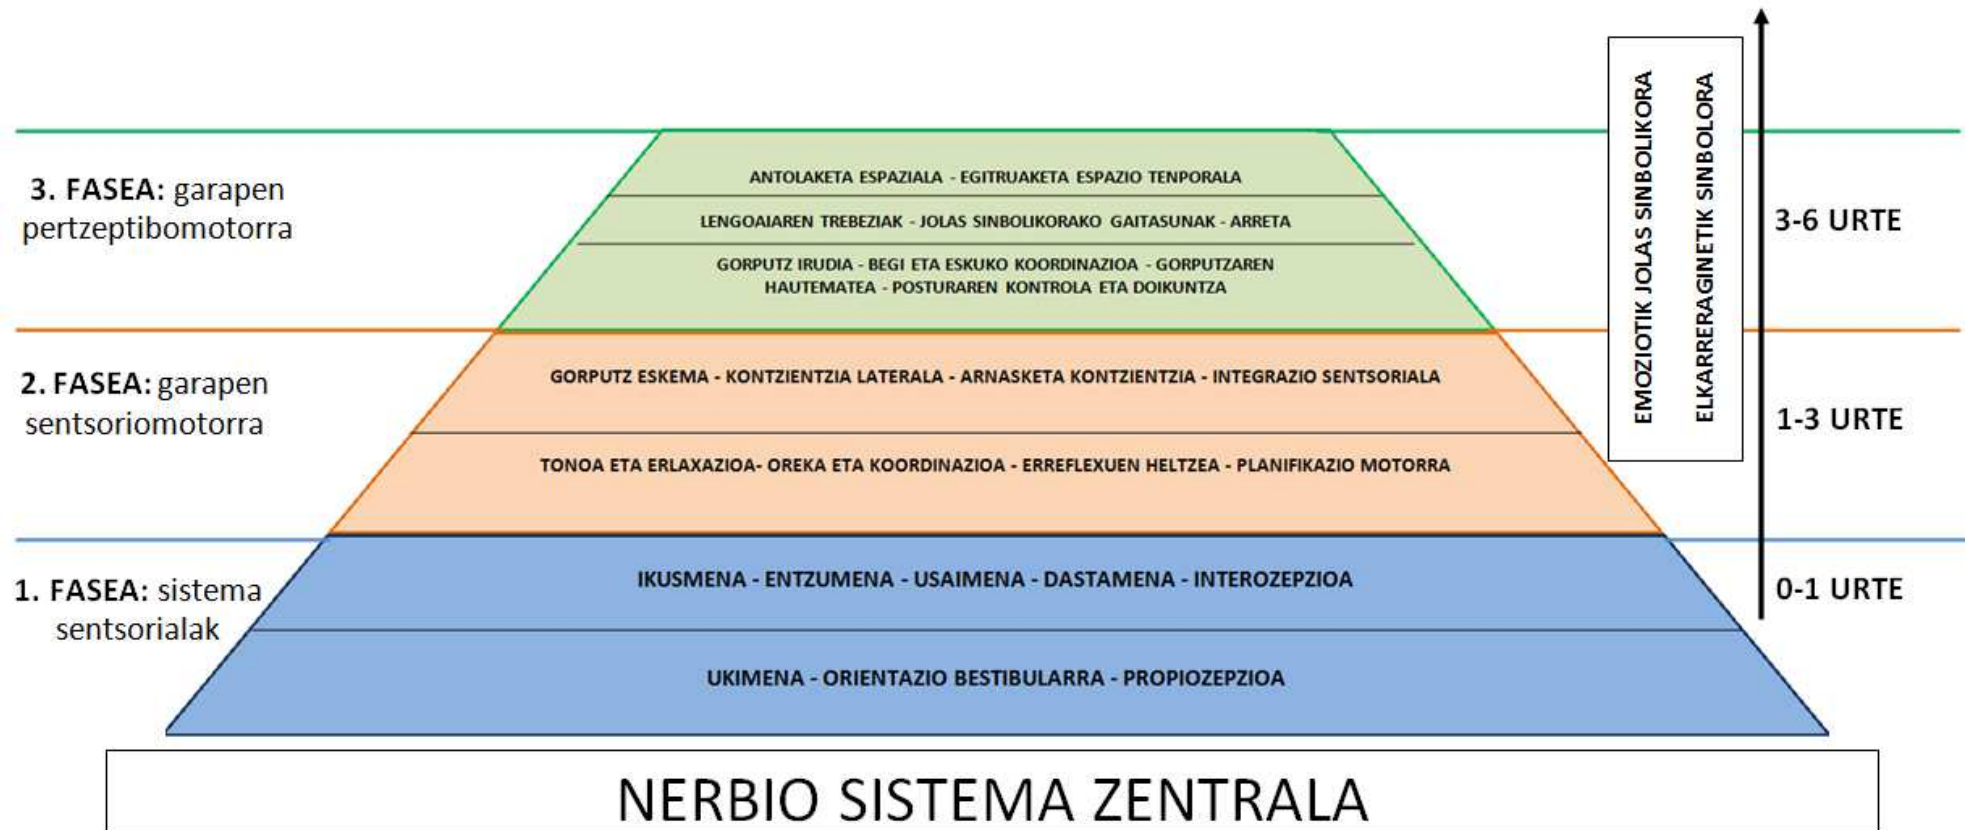 3. FASEA: garapen
pertzeptibomotorra
ANTOLAKETA ESPAZIALA - EGITRUAKETA ESPAZIO TENPORALA
LENGOAIAREN TREBEZIAK - JOLAS SINBOLIKORAKO GAITASUNAK - ARRETA
GORPUTZ IRUDIA - BEGI ETA ESKUKO KOORDINAZIOA - GORPUTZAREN
HAUTEMATEA - POSTURAREN KONTROLA ETA DOIKUNTZA
3-6 URTE
EMOZIOTIK JOLAS SINBOLIKORA
ELKARRERAGINETIK SINBOLORA
2. FASEA: garapen
sentsoriomotorra
GORPUTZ ESKEMA - KONTZIENTZIA LATERALA - ARNASKETA KONTZIENTZIA - INTEGRAZIO SENTSORIALA
TONOA ETA ERLAXAZIOA- OREKA ETA KOORDINAZIOA - ERREFLEXUEN HELTZEA - PLANIFIKAZIO MOTORRA
1-3 URTE
1. FASEA: sistema
sentsorialak
IKUSMENA - ENTZUMENA - USAIMENA - DASTAMENA - INTEROZEPZIOA
UKIMENA - ORIENTAZIO BESTIBULARRA - PROPIOZEPZIOA
0-1 URTE
NERBIO SISTEMA ZENTRALA